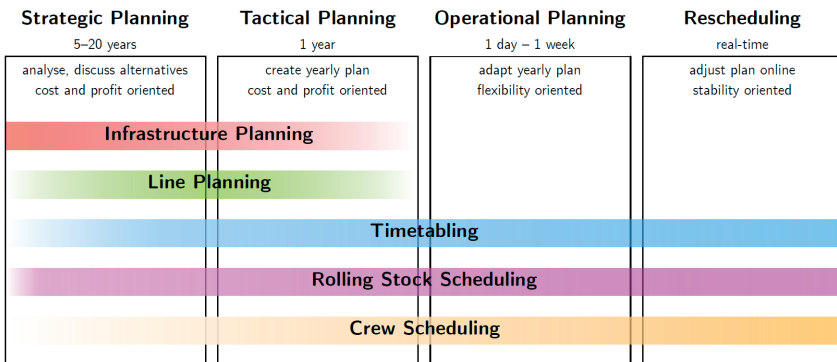 Strategic Planning
5–20 years
analyse, discuss alternatives
cost and profit oriented
Tactical Planning
1 year
create yearly plan
cost and profit oriented
Operational Planning
1 day – 1 week
adapt yearly plan
flexibility oriented
Rescheduling
real-time
adjust plan online
stability oriented
Infrastructure Planning
Line Planning
Timetabling
Rolling Stock Scheduling
Crew Scheduling